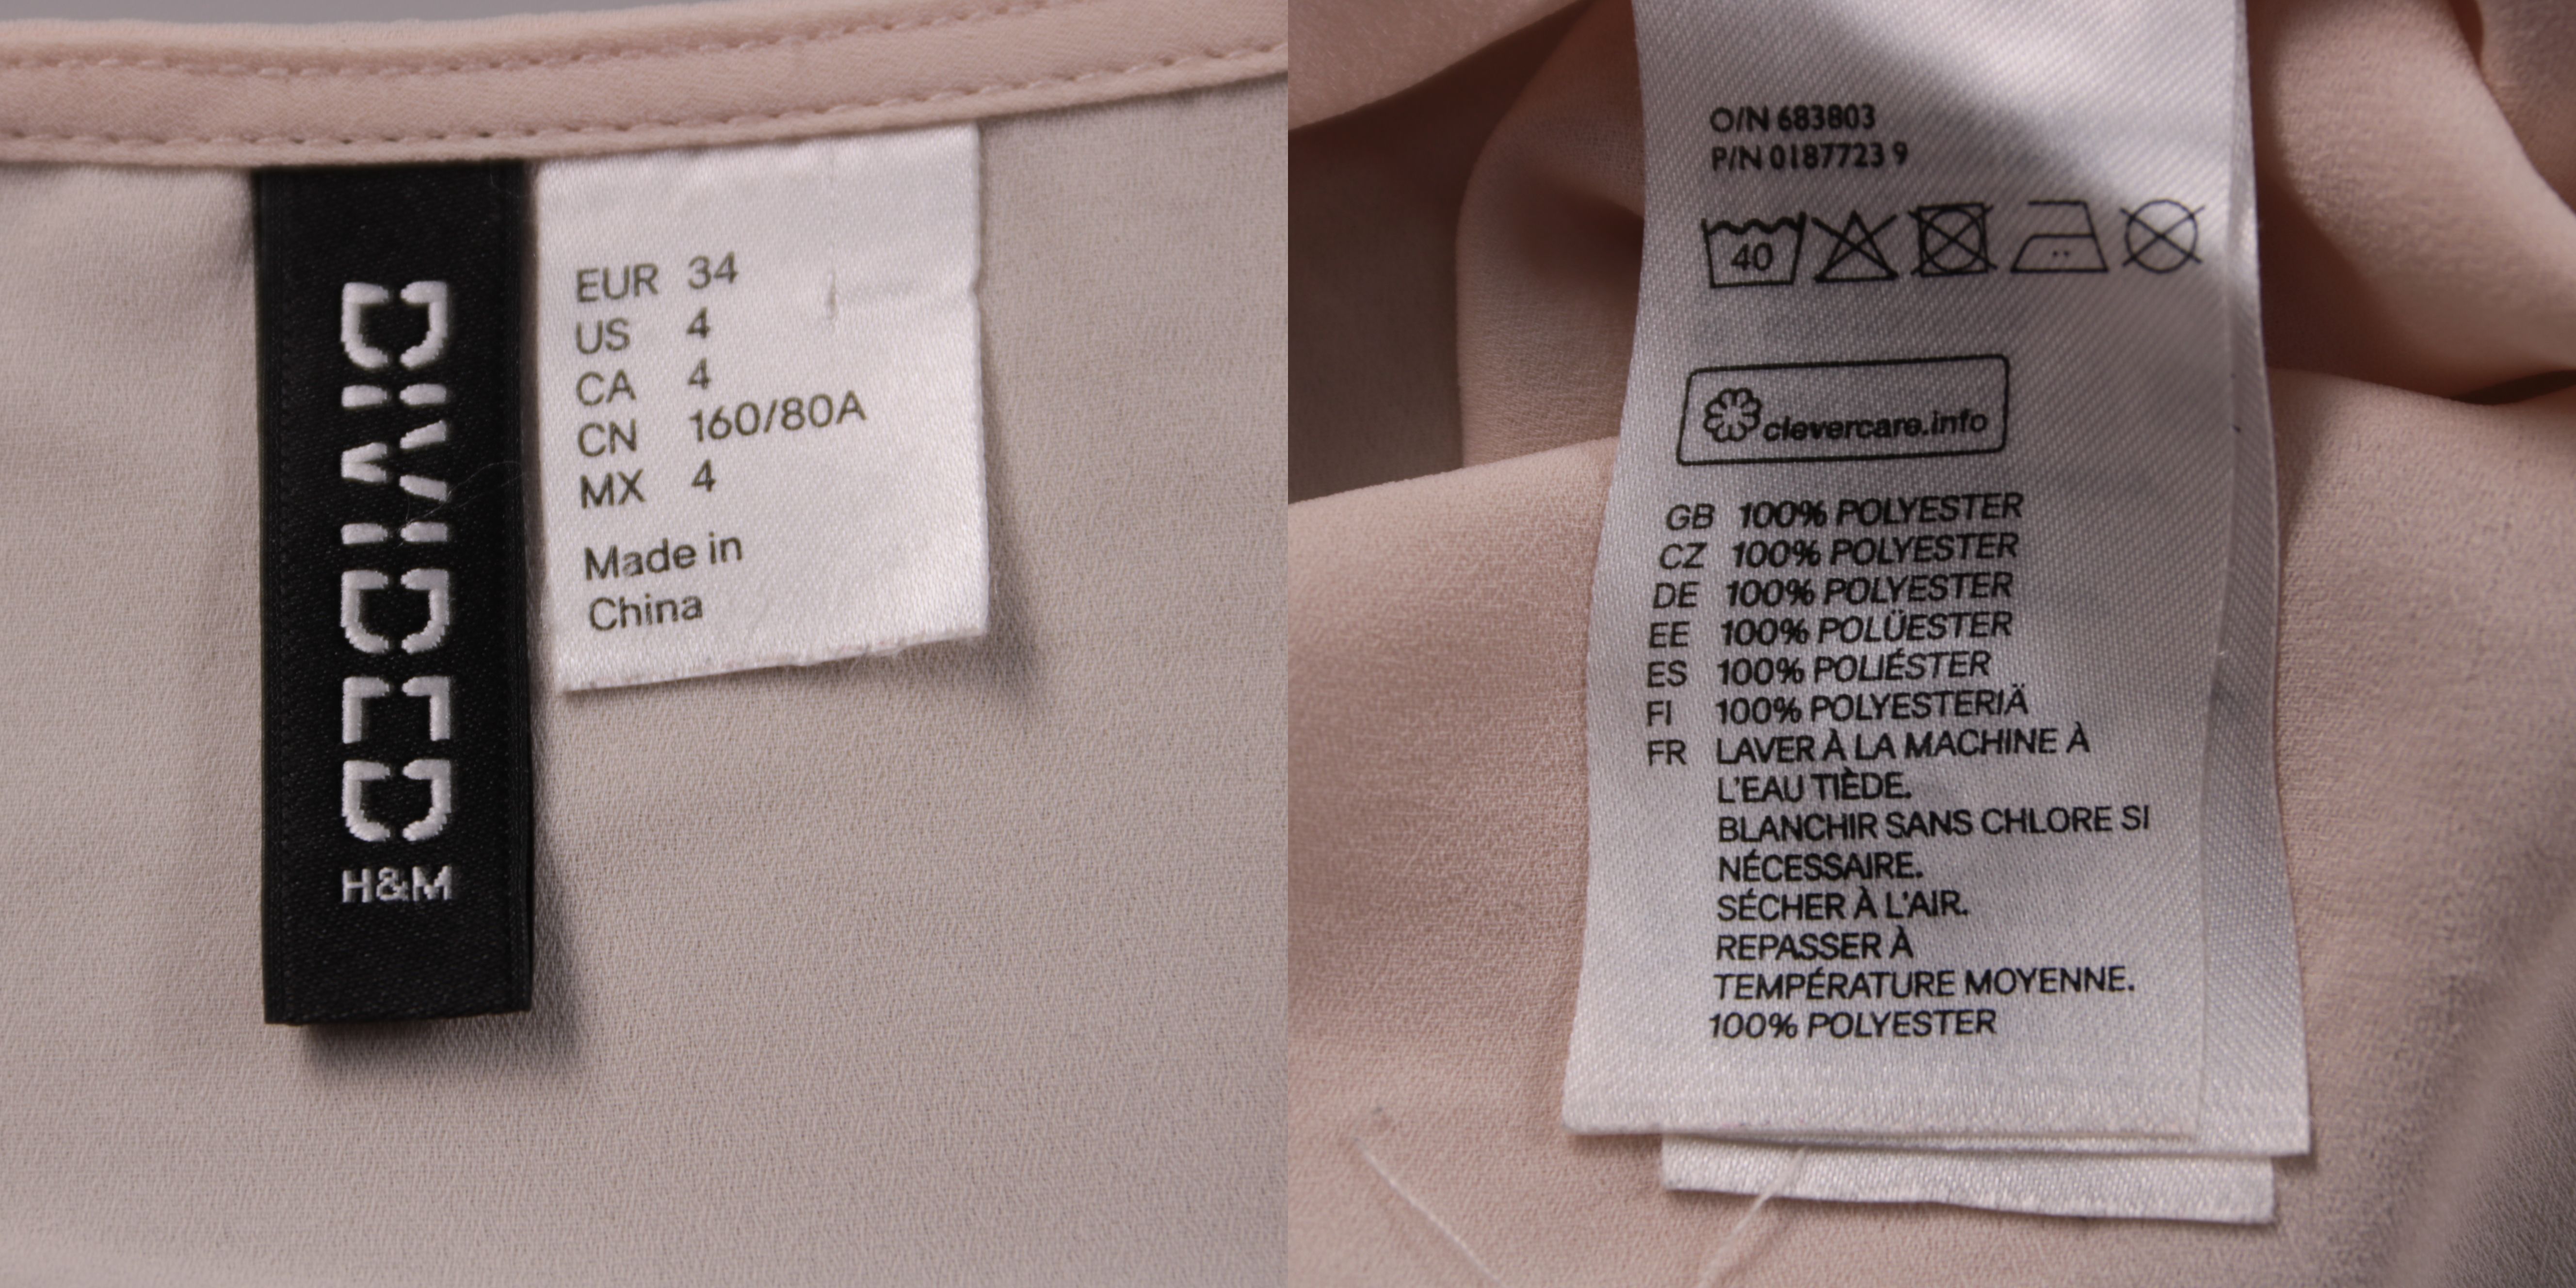 DIVIDED
H&M
EUR 34
US 4
CA 4
CN 160/80A
MX 4
Made in
China
O/N 683803
P/N 0187723 9
40
clevercare.info
GB 100% POLYESTER
CZ 100% POLYESTER
DE 100% POLYESTER
EE 100% POLÜESTER
ES 100% POLIÉSTER
FI 100% POLYESTERIÄ
FR LAVER À LA MACHINE À
L'EAU TIÈDE.
BLANCHIR SANS CHLORE SI
NÉCESSAIRE.
SÉCHER À L'AIR.
REPASSER À
TEMPÉRATURE MOYENNE.
100% POLYESTER